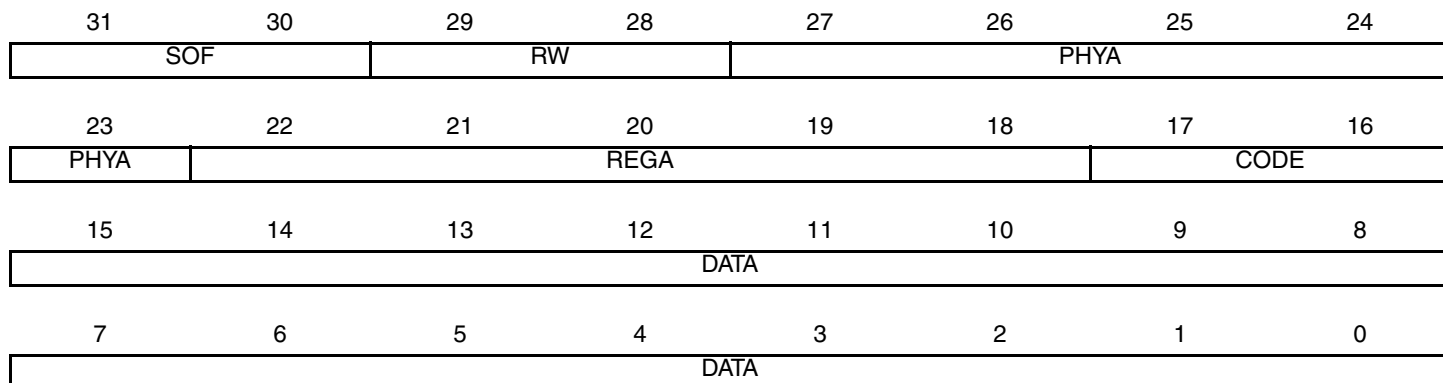 31 30 29 28 27 26 25 24
SOF RW PHYA
23 22 21 20 19 18 17 16
PHYA REGA CODE
15 14 13 12 11 10 9 8
DATA
7 6 5 4 3 2 1 0
DATA